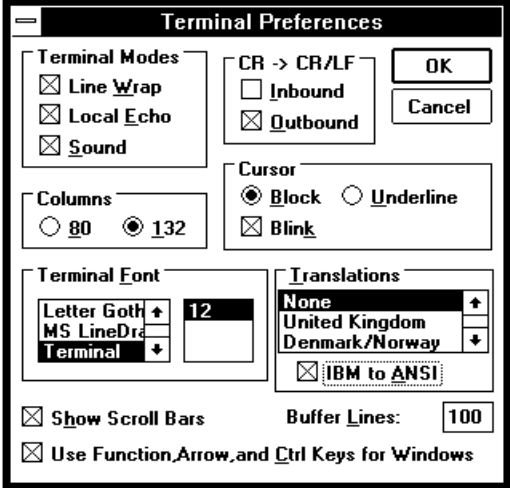 Terminal Preferences
Terminal Modes
Line Wrap
Local Echo
Sound
CR -> CR/LF
Inbound
Outbound
OK
Cancel
Columns
80 132
Cursor
Block Underline
Blink
Terminal Font
Letter Goth
MS LineDra
Terminal
12
Translations
None
United Kingdom
Denmark/Norway
IBM to ANSI
Show Scroll Bars
Buffer Lines: 100
Use Function,Arrow,and Ctrl Keys for Windows